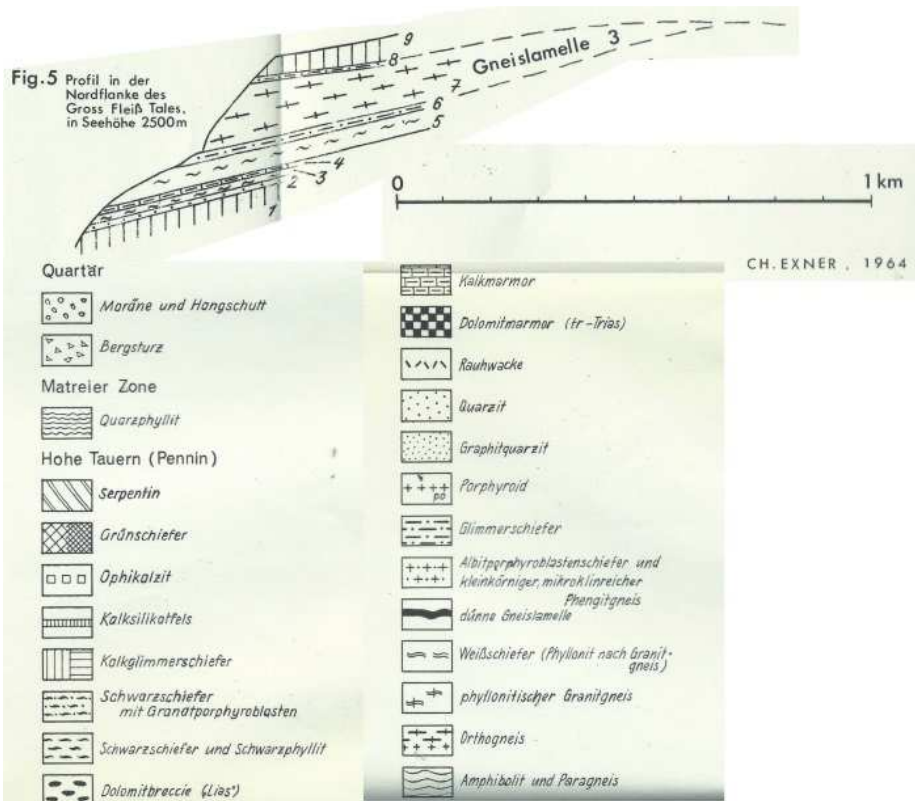 Fig.5 Profil in der
Nordflanke des
Gross Fleiß Tales,
in Seehöhe 2500m
9
8
Gneislamelle 3
7
6
5
4
3
2
1
0 1 km
CH. EXNER, 1964
Quartär
Moräne und Hangschutt
Bergsturz
Matreier Zone
Quarzphyllit
Hohe Tauern (Pennin)
Serpentin
Grünschiefer
Ophikalzit
Kalksilikatfels
Kalkglimmerschiefer
Schwarzschiefer
mit Granatporphyroblasten
Schwarzschiefer und Schwarzphyllit
Dolomitbreccie („Lias“)
Kalkmarmor
Dolomitmarmor (tr-Trias)
Rauhwacke
Quarzit
Graphitquarzit
po
Porphyroid
Glimmerschiefer
Albitporphyroblastenschiefer und
kleinkörniger, mikroklinreicher
Phengitgneis
dünne Gneislamelle
Weißschiefer (Phyllonit nach Granit-
gneis)
phyllonitischer Granitgneis
Orthogneis
Amphibolit und Paragneis